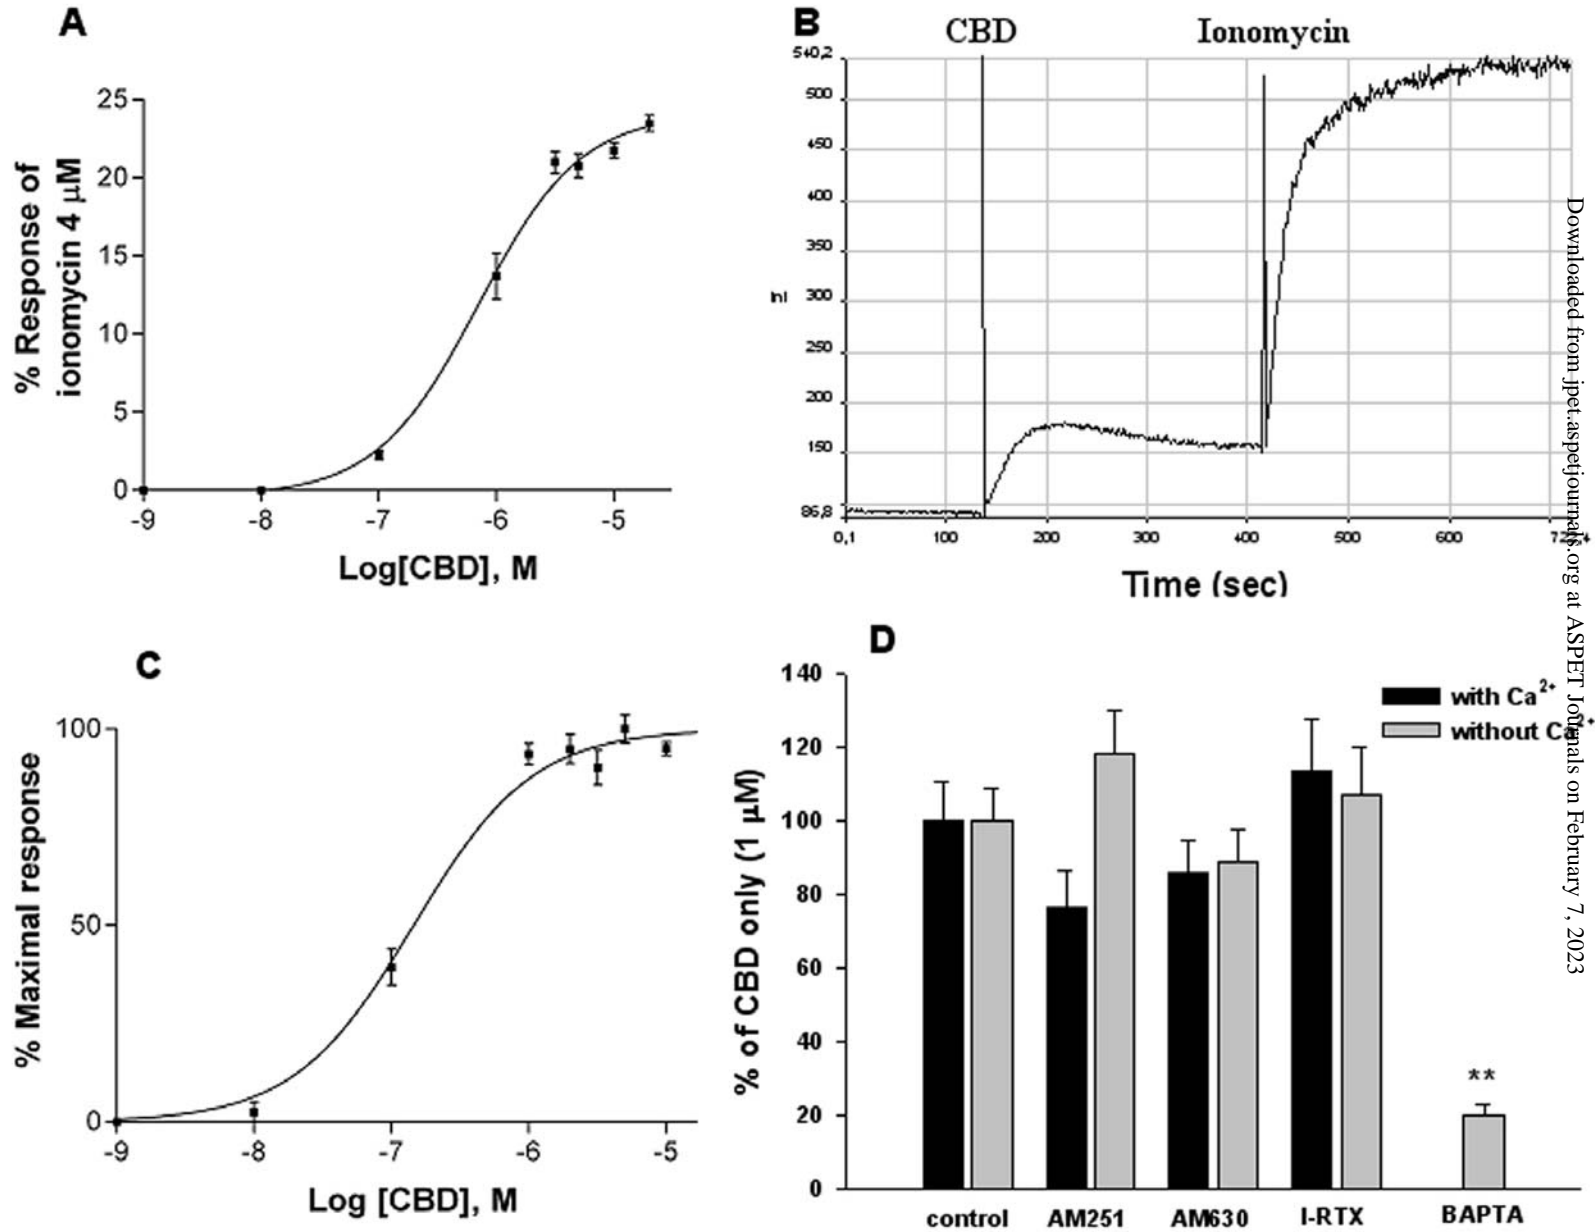 A
% Response of
ionomycin 4 µM
25
20
15
10
5
0
-9 -8 -7 -6 -5
Log[CBD], M
B
CBD Ionomycin
540,2
500
450
400
350
300
250
200
150
86,8
0,1 100 200 300 400 500 600
Time (sec)
C
% Maximal response
100
50
0
-9 -8 -7 -6 -5
Log [CBD], M
D
% of CBD only (1 µM)
140
120
100
80
60
40
20
0
with Ca2+
without Ca2+
**
control AM251 AM630 I-RTX BAPTA
Downloaded from jpet.aspetjournals.org at ASPET Journals on February 7, 2023